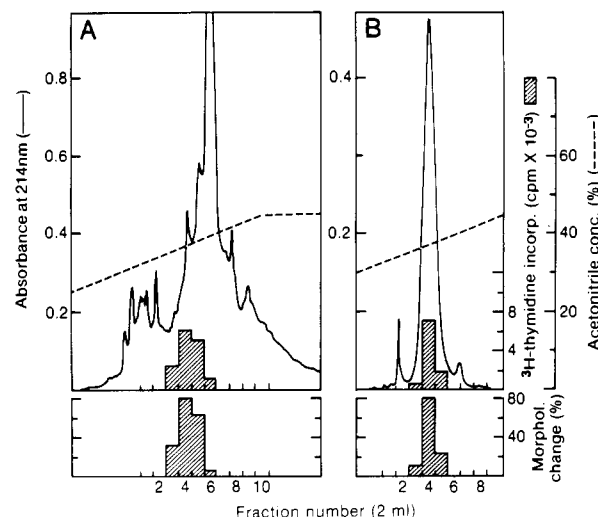 A
B
0.8
0.6
0.4
0.2
0.4
0.2
Absorbance at 214nm (——)
8
4
³H-thymidine incorp. (cpm X 10⁻³)
60
40
20
Acetonitrile conc. (%) (-----)
80
40
Morphol. change (%)
2 4 6 8 10
2 4 6 8
Fraction number (2 ml)